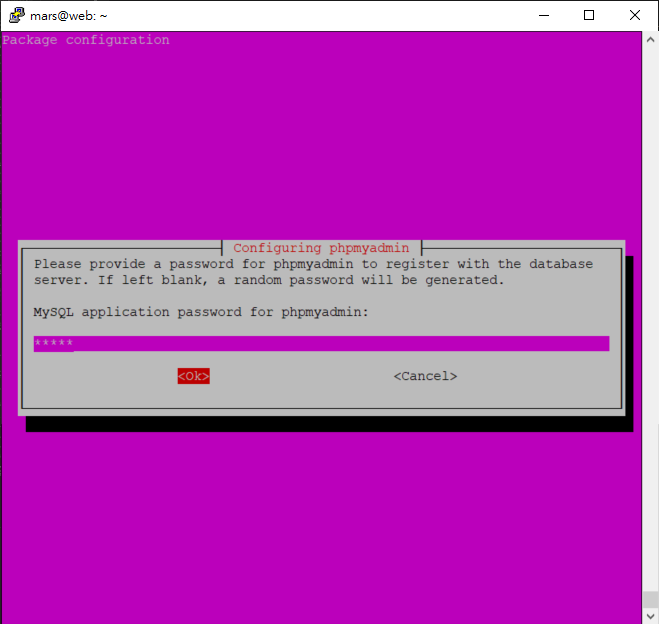 mars@web: ~
Package configuration
Configuring phpmyadmin
Please provide a password for phpmyadmin to register with the database
server. If left blank, a random password will be generated.
MySQL application password for phpmyadmin:
*****
<Ok> <Cancel>